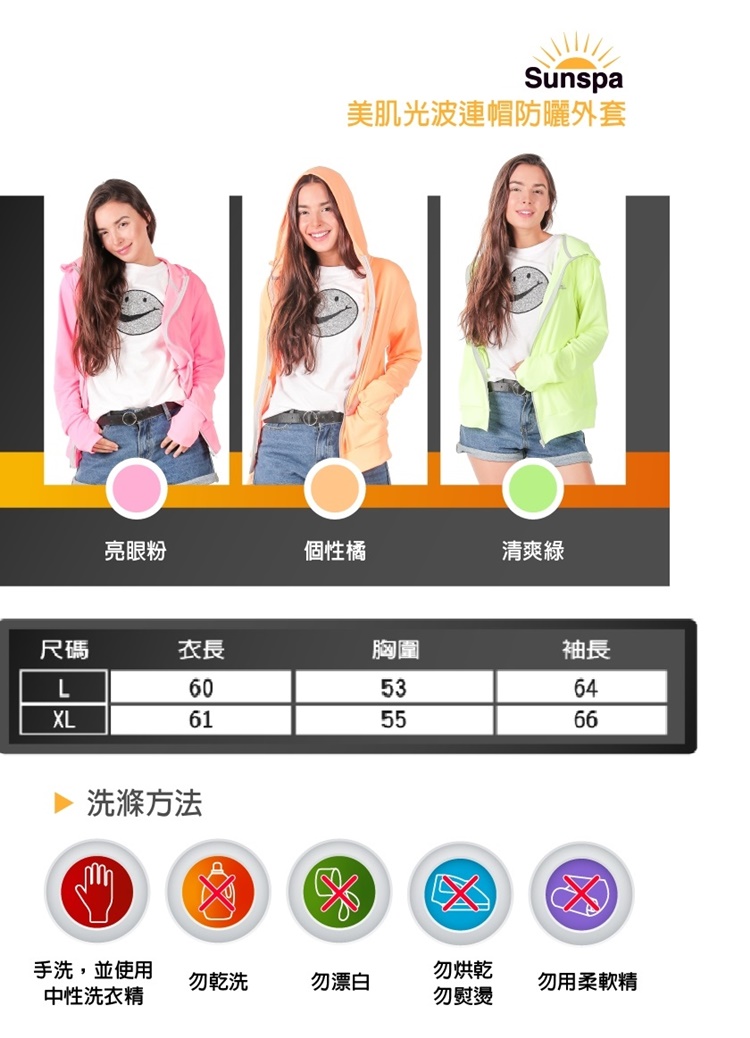 Sunspa
美肌光波連帽防曬外套
亮眼粉 個性橘 清爽綠
尺碼 衣長 胸圍 袖長
L 60 53 64
XL 61 55 66
洗滌方法
手洗，並使用
中性洗衣精
勿乾洗
勿漂白
勿烘乾
勿熨燙
勿用柔軟精